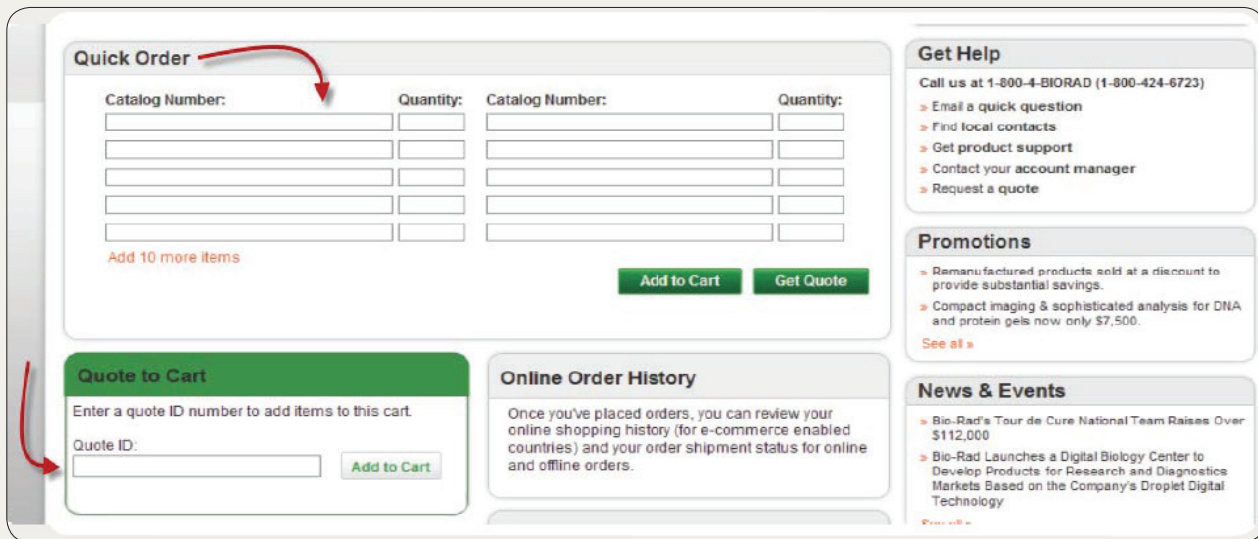 Quick Order
Catalog Number: Quantity: Catalog Number: Quantity:
Add 10 more items
Add to Cart Get Quote
Quote to Cart
Enter a quote ID number to add items to this cart.
Quote ID:
Add to Cart
Online Order History
Once you've placed orders, you can review your
online shopping history (for e-commerce enabled
countries) and your order shipment status for online
and offline orders.
Get Help
Call us at 1-800-4-BIORAD (1-800-424-6723)
» Email a quick question
» Find local contacts
» Get product support
» Contact your account manager
» Request a quote
Promotions
» Remanufactured products sold at a discount to
provide substantial savings.
» Compact imaging & sophisticated analysis for DNA
and protein gels now only $7,500.
See all »
News & Events
» Bio-Rad's Tour de Cure National Team Raises Over
$112,000
» Bio-Rad Launches a Digital Biology Center to
Develop Products for Research and Diagnostics
Markets Based on the Company's Droplet Digital
Technology